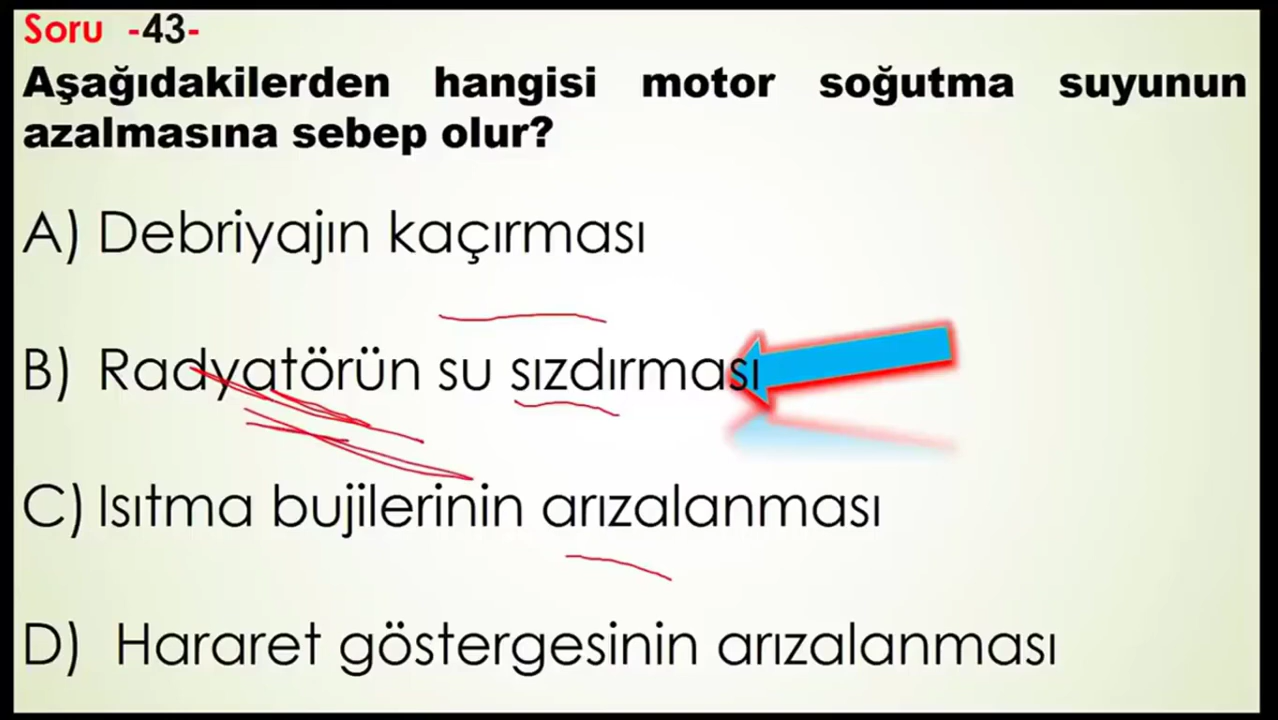 Soru -43-
Aşağıdakilerden hangisi motor soğutma suyunun
azalmasına sebep olur?
A) Debriyajın kaçırması
B) Radyatörün su sızdırması
C) Isıtma bujilerinin arızalanması
D) Hararet göstergesinin arızalanması